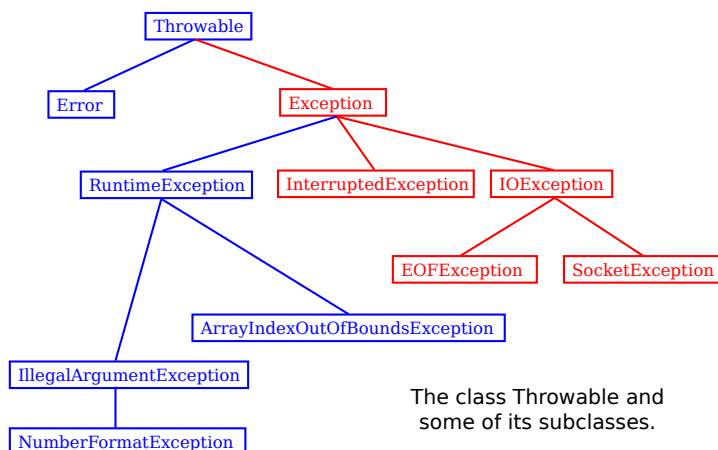 Throwable
Error
Exception
RuntimeException
InterruptedException
IOException
EOFException
SocketException
ArrayIndexOutOfBoundsException
IllegalArgumentException
NumberFormatException
The class Throwable and
some of its subclasses.